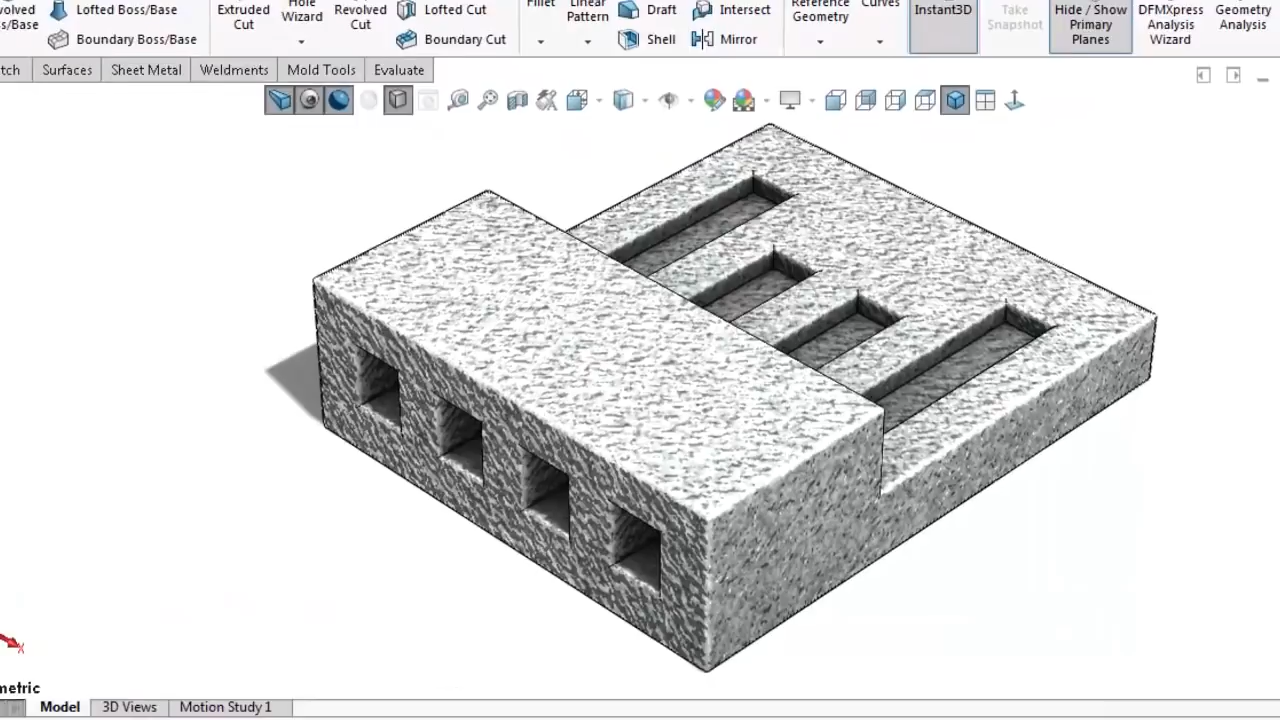 volved
ss/Base
Lofted Boss/Base
Boundary Boss/Base
Extruded
Cut
Hole
Wizard
Revolved
Cut
Lofted Cut
Boundary Cut
Fillet
Linear
Pattern
Draft
Shell
Intersect
Mirror
Reference
Geometry
Curves
Instant3D
Take
Snapshot
Hide / Show
Primary
Planes
DFMXpress
Analysis
Wizard
Geometry
Analysis
tch
Surfaces
Sheet Metal
Weldments
Mold Tools
Evaluate
X
metric
Model
3D Views
Motion Study 1